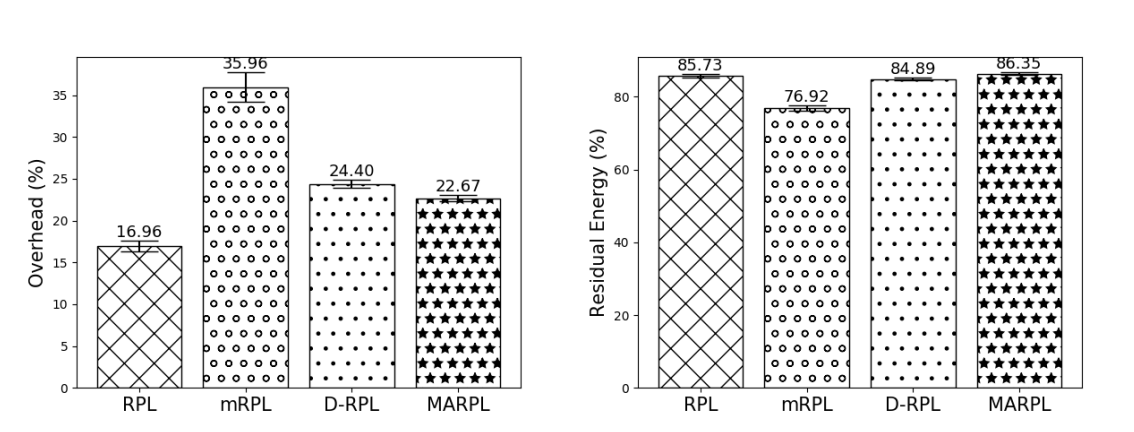 Overhead (%)
35
30
25
20
15
10
5
0
16.96
35.96
24.40
22.67
RPL
mRPL
D-RPL
MARPL
Residual Energy (%)
80
60
40
20
0
85.73
76.92
84.89
86.35
RPL
mRPL
D-RPL
MARPL